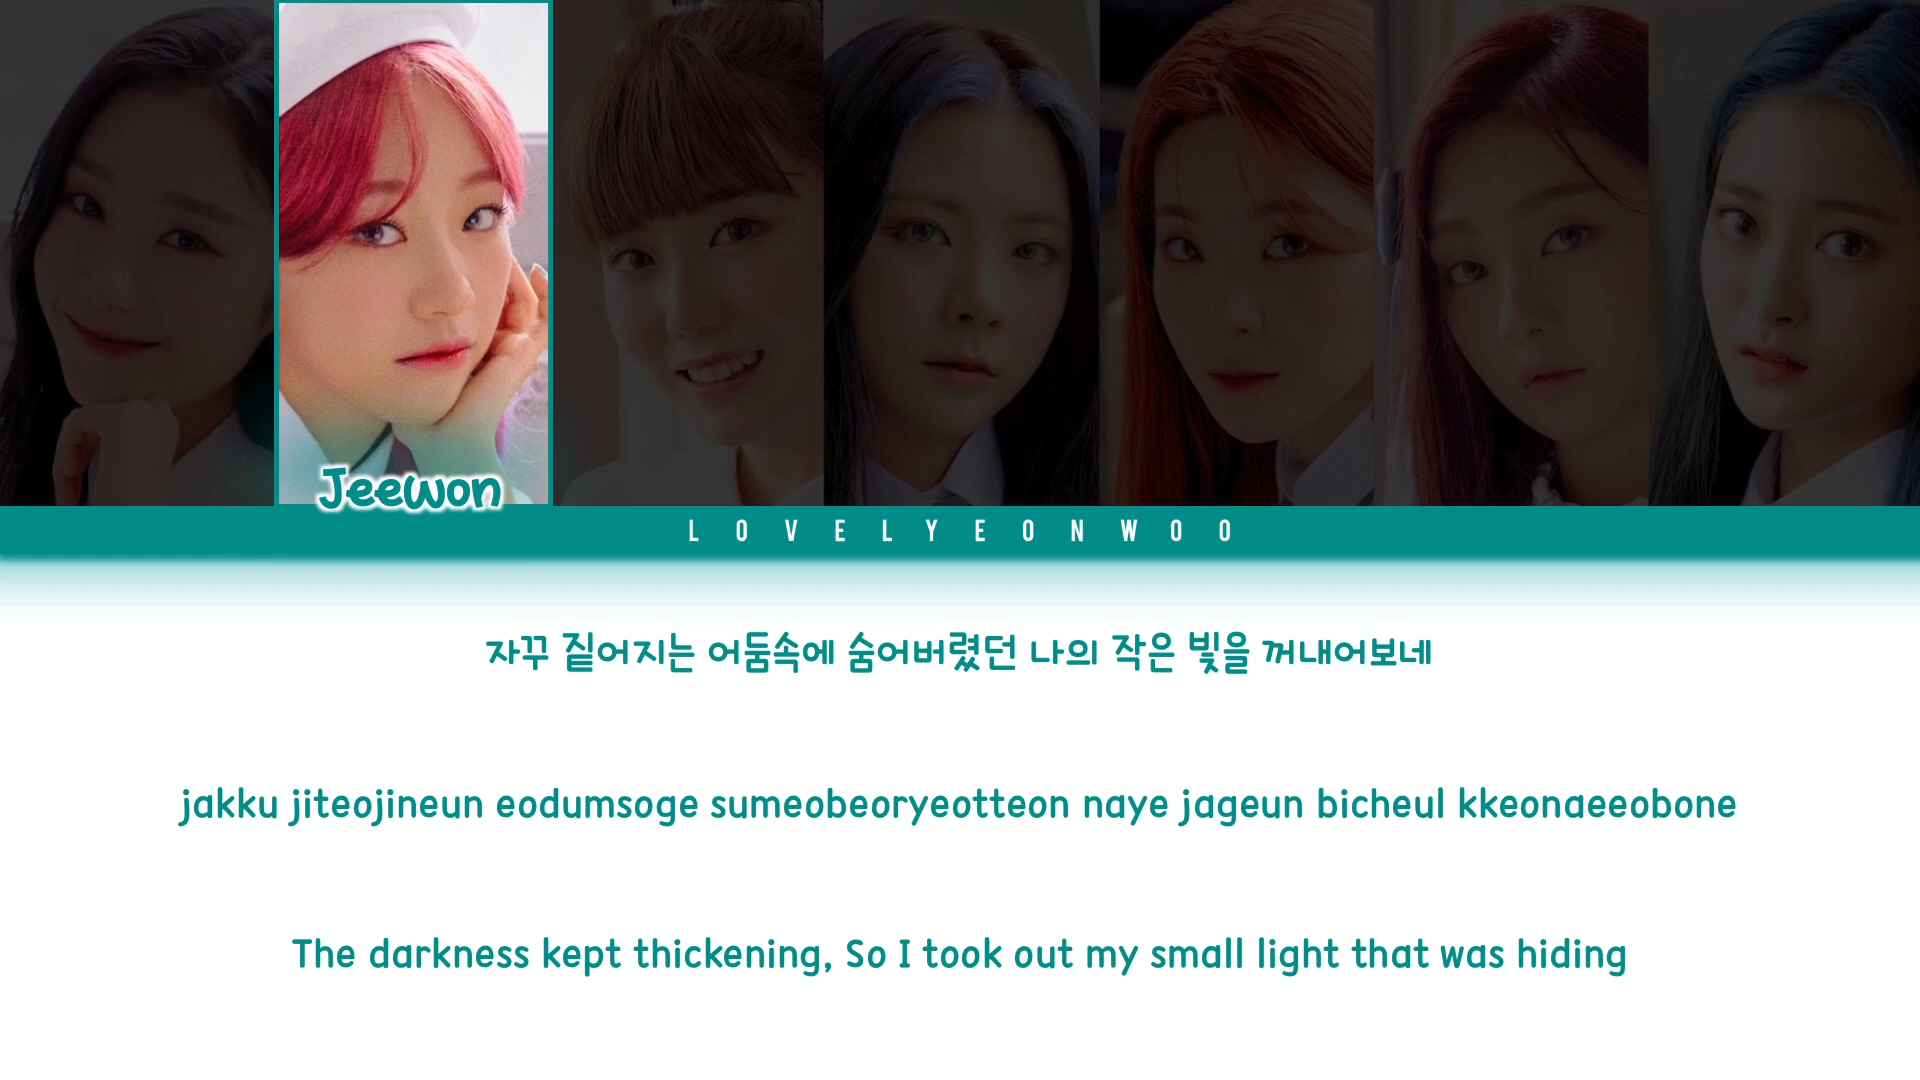 Jeewon
LOVELYEONWOO
자꾸 짙어지는 어둠속에 숨어버렸던 나의 작은 빛을 꺼내어보네
jakku jiteojineun eodumsoge sumeobeoryeotteon naye jageun bicheul kkeonaeeobone
The darkness kept thickening, So I took out my small light that was hiding